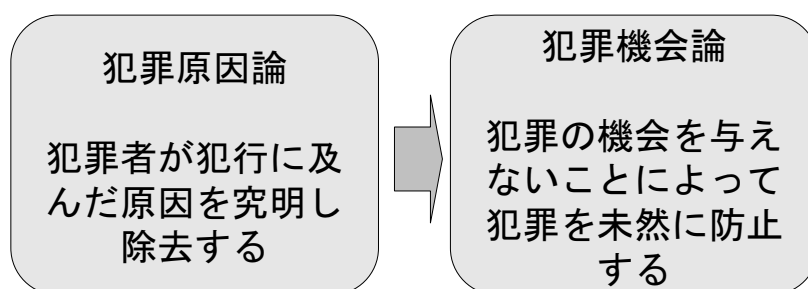 犯罪原因論
犯罪者が犯行に及
んだ原因を究明し
除去する
犯罪機会論
犯罪の機会を与え
ないことによって
犯罪を未然に防止
する